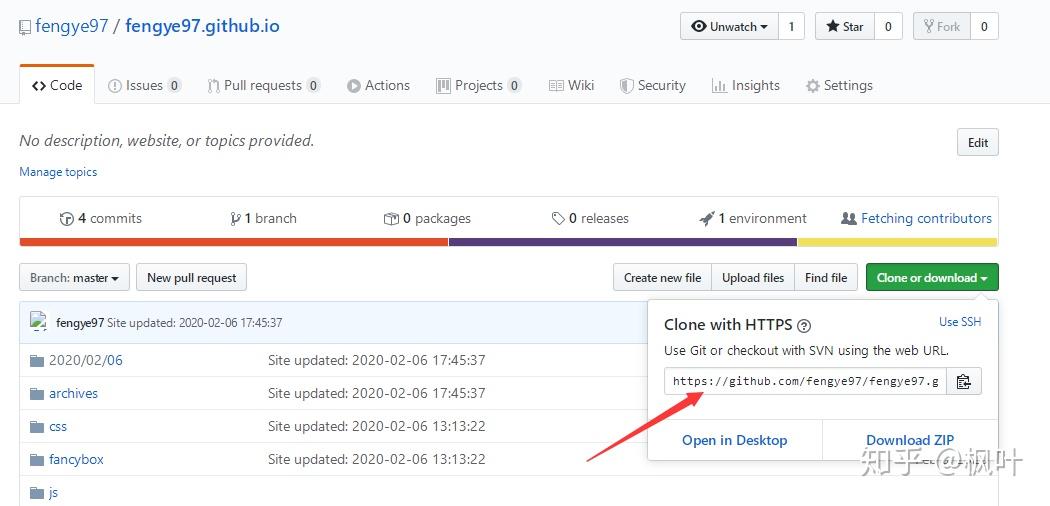 fengye97 / fengye97.github.io
Unwatch 1 Star 0 Fork 0
Code Issues 0 Pull requests 0 Actions Projects 0 Wiki Security Insights Settings
No description, website, or topics provided.
Edit
Manage topics
4 commits 1 branch 0 packages 0 releases 1 environment Fetching contributors
Branch: master New pull request Create new file Upload files Find file Clone or download
fengye97 Site updated: 2020-02-06 17:45:37
2020/02/06 Site updated: 2020-02-06 17:45:37
archives Site updated: 2020-02-06 17:45:37
css Site updated: 2020-02-06 13:13:22
fancybox Site updated: 2020-02-06 13:13:22
js
Clone with HTTPS ?
Use SSH
Use Git or checkout with SVN using the web URL.
https://github.com/fengye97/fengye97.g
Open in Desktop Download ZIP
知乎 @枫叶